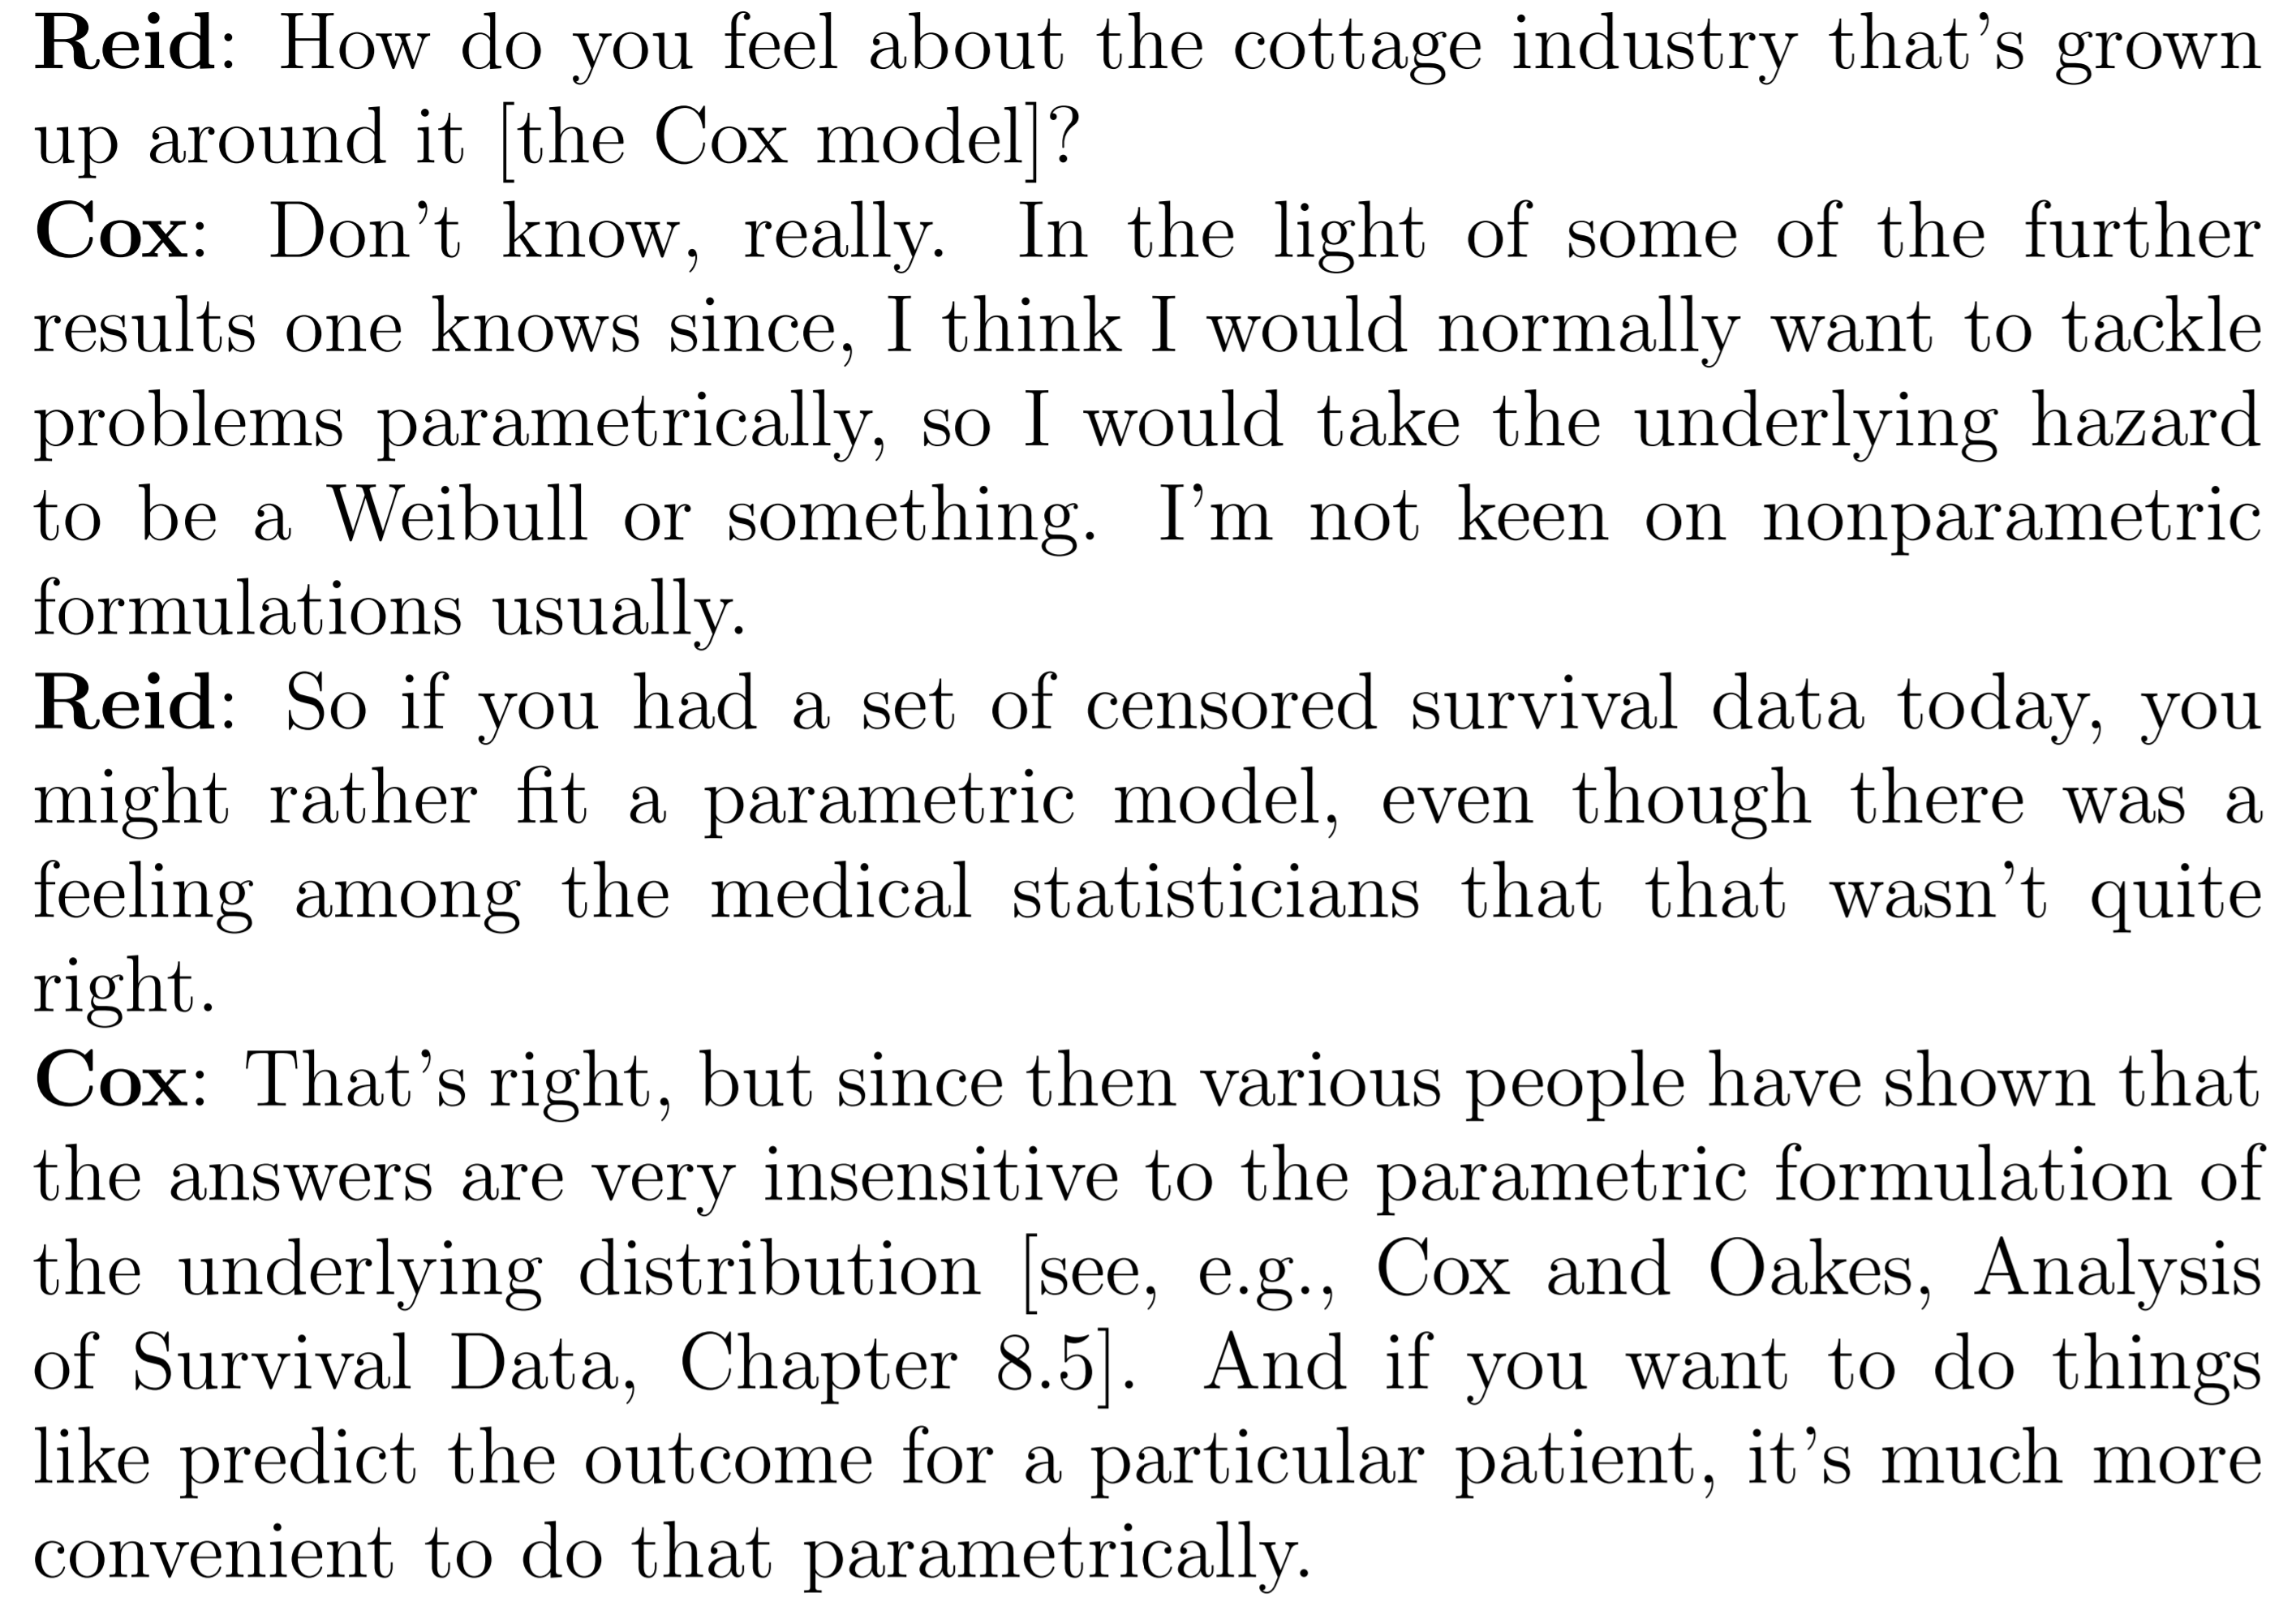 Reid: How do you feel about the cottage industry that's grown
up around it [the Cox model]?
Cox: Don't know, really. In the light of some of the further
results one knows since, I think I would normally want to tackle
problems parametrically, so I would take the underlying hazard
to be a Weibull or something. I'm not keen on nonparametric
formulations usually.
Reid: So if you had a set of censored survival data today, you
might rather fit a parametric model, even though there was a
feeling among the medical statisticians that that wasn't quite
right.
Cox: That's right, but since then various people have shown that
the answers are very insensitive to the parametric formulation of
the underlying distribution [see, e.g., Cox and Oakes, Analysis
of Survival Data, Chapter 8.5]. And if you want to do things
like predict the outcome for a particular patient, it's much more
convenient to do that parametrically.